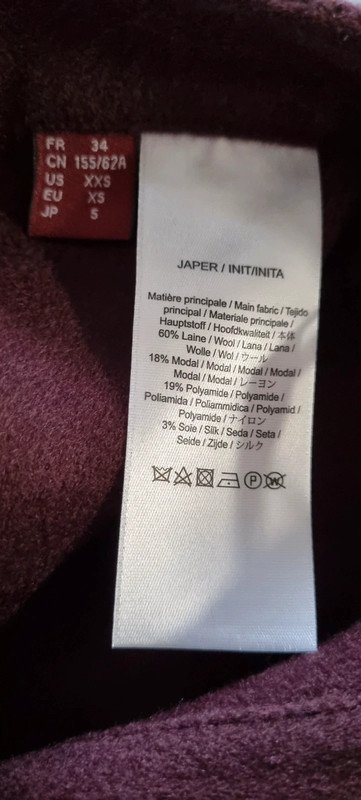 FR 34
CN 155/62A
US XXS
EU XS
JP S
JAPER / INIT/INITA
Matière principale / Main fabric / Tejido
principal / Materiale principale /
Hauptstoff / Hoofdkwaliteit / 本体
60% Laine / Wool / Lana / Lana /
Wolle / Wol / ウール
18% Modal / Modal / Modal / Modal /
Modal / Modal / レーヨン
19% Polyamide / Polyamide /
Poliamida / Poliammidica / Polyamid /
Polyamide / ナイロン
3% Soie / Silk / Seda / Seta /
Seide / Zijde / シルク
P W